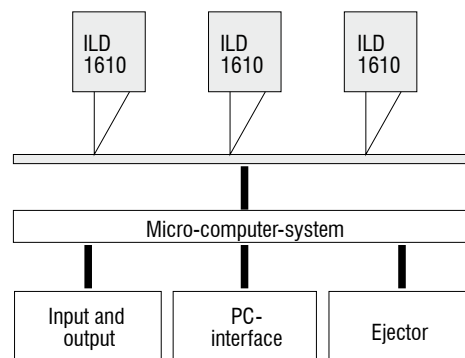 ILD
1610
ILD
1610
ILD
1610
Micro-computer-system
Input and
output
PC-
interface
Ejector